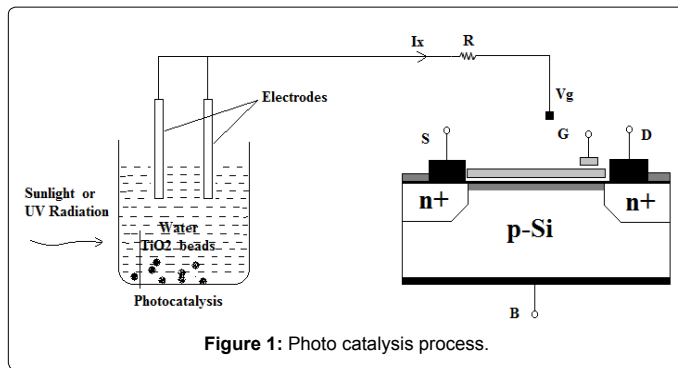 Ix
R
Electrodes
Vg
S
G
D
Sunlight or
UV Radiation
n+
n+
p-Si
Water
TiO2 beads
Photocatalysis
B
Figure 1: Photo catalysis process.